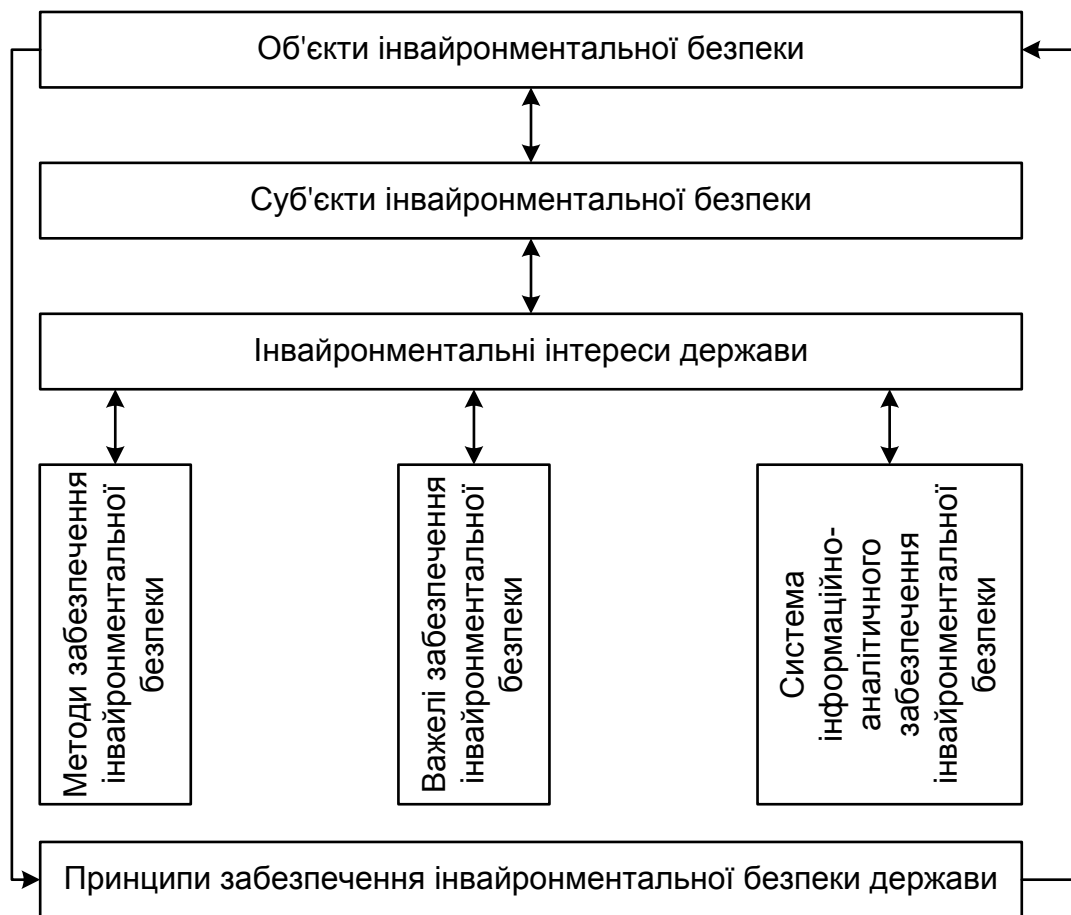 Об'єкти інвайронментальної безпеки
Суб'єкти інвайронментальної безпеки
Інвайронментальні інтереси держави
Методи забезпечення
інвайронментальної
безпеки
Важелі забезпечення
інвайронментальної
безпеки
Система
інформаційно-
аналітичного
забезпечення
інвайронментальної
безпеки
Принципи забезпечення інвайронментальної безпеки держави